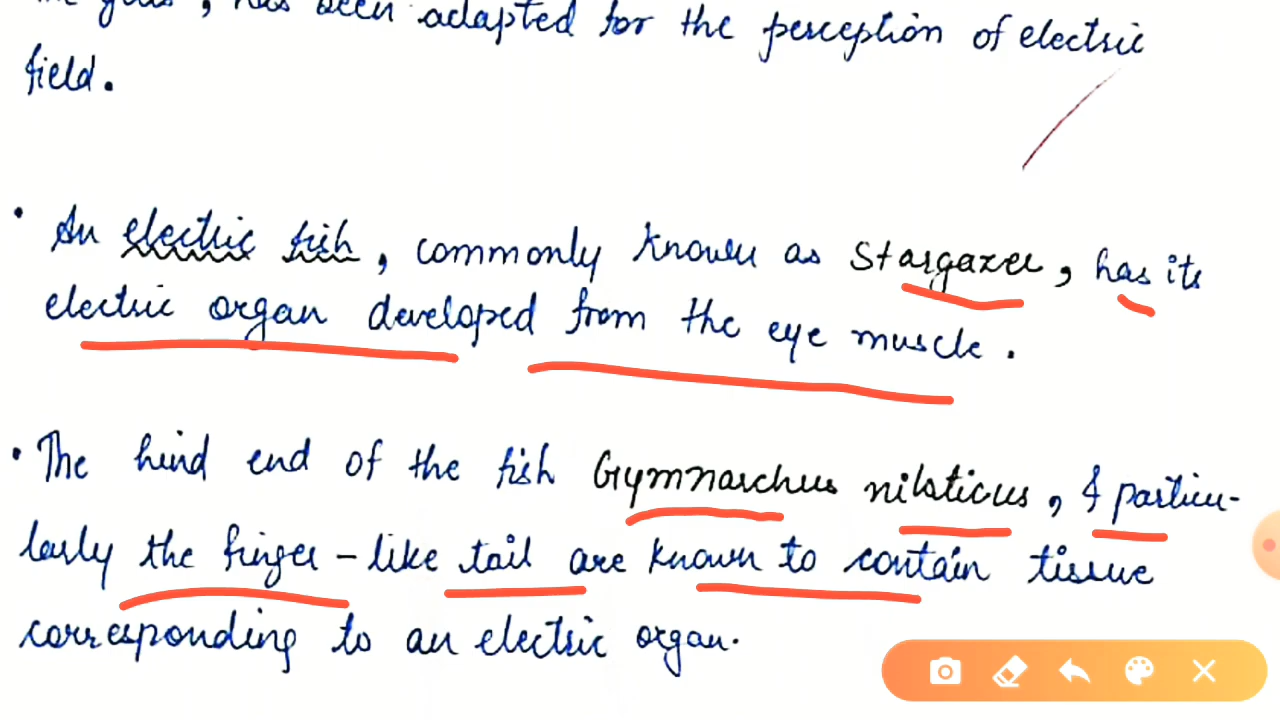 the gills, has been adapted for the perception of electric
field.
• An electric fish, commonly known as Stargazer, has its
electric organ developed from the eye muscle.
• The hind end of the fish Gymnarchus niloticus, & particu-
larly the finger-like tail are known to contain tissue
corresponding to an electric organ.